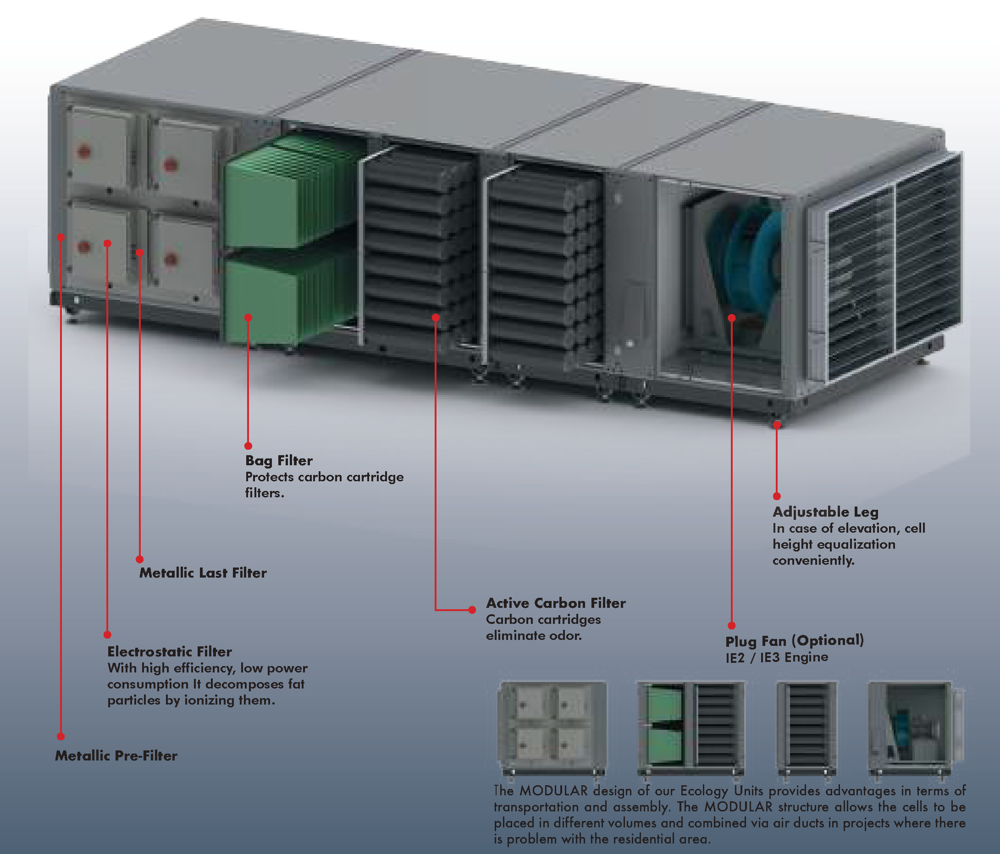 Bag Filter
Protects carbon cartridge
filters.
Adjustable Leg
In case of elevation, cell
height equalization
conveniently.
Metallic Last Filter
Active Carbon Filter
Carbon cartridges
eliminate odor.
Plug Fan (Optional)
IE2 / IE3 Engine
Electrostatic Filter
With high efficiency, low power
consumption It decomposes fat
particles by ionizing them.
Metallic Pre-Filter
The MODULAR design of our Ecology Units provides advantages in terms of
transportation and assembly. The MODULAR structure allows the cells to be
placed in different volumes and combined via air ducts in projects where there
is problem with the residential area.